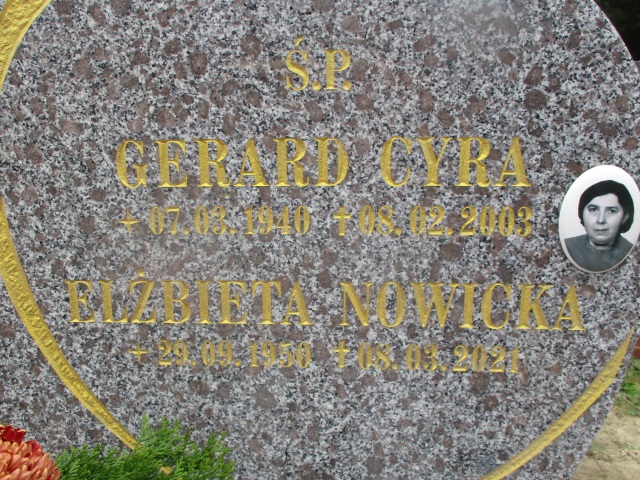 Ś.P.
GERARD CYRA
+ 07.03.1940 † 08.02.2003
ELŻBIETA NOWICKA
+ 29.09.1950 † 08.03.2021